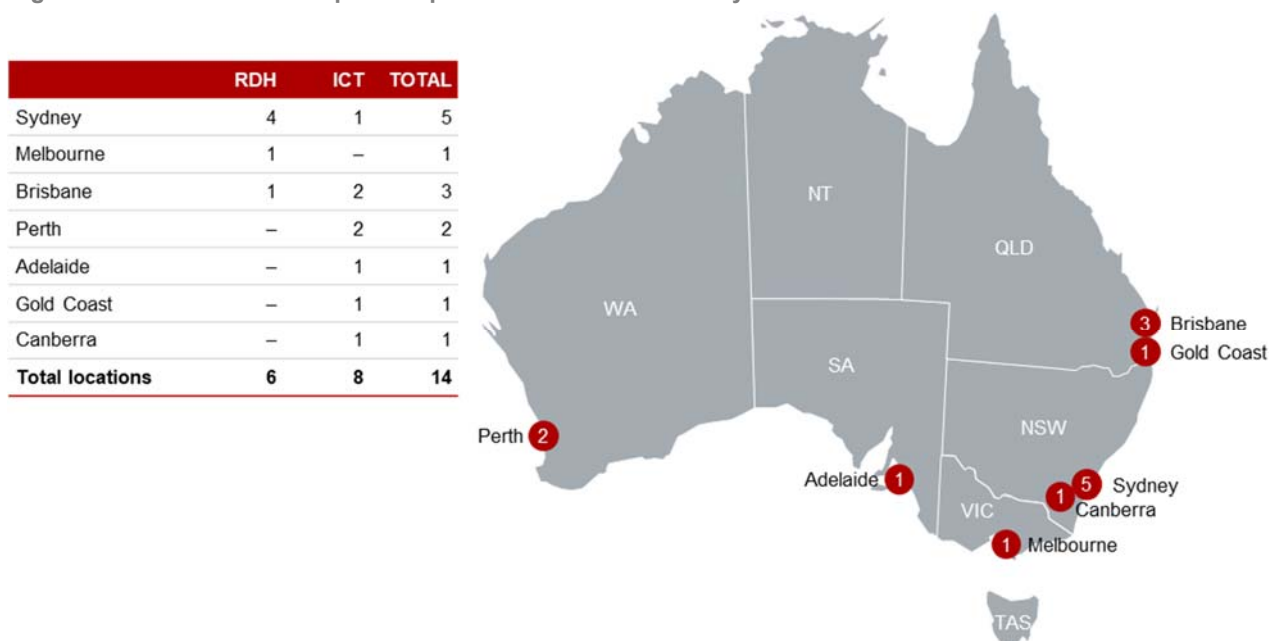 RDH ICT TOTAL
Sydney 4 1 5
Melbourne 1 – 1
Brisbane 1 2 3
Perth – 2 2
Adelaide – 1 1
Gold Coast – 1 1
Canberra – 1 1
Total locations 6 8 14
NT
QLD
WA
3 Brisbane
1 Gold Coast
SA
NSW
Perth 2
Adelaide 1
5 Sydney
1 Canberra
VIC
1 Melbourne
TAS